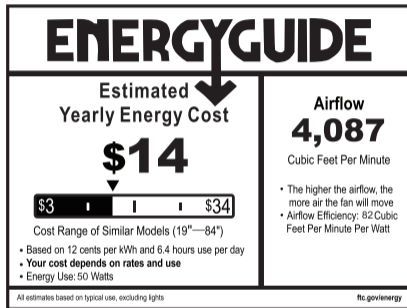 ENERGYGUIDE
Estimated
Yearly Energy Cost
$14
$3
$34
Cost Range of Similar Models (19"—84")
• Based on 12 cents per kWh and 6.4 hours use per day
• Your cost depends on rates and use
• Energy Use: 50 Watts
Airflow
4,087
Cubic Feet Per Minute
• The higher the airflow, the
more air the fan will move
• Airflow Efficiency: 82 Cubic
Feet Per Minute Per Watt
All estimates based on typical use, excluding lights
ftc.gov/energy